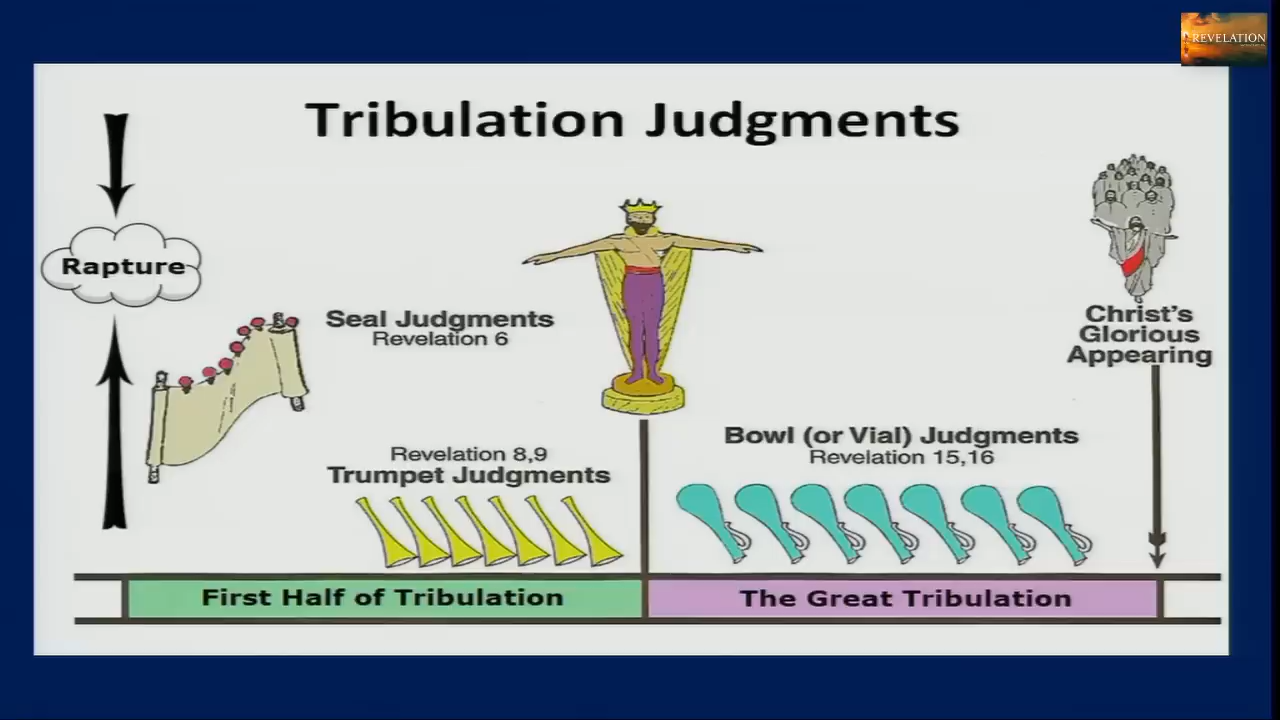 REVELATION
Tribulation Judgments
Rapture
Seal Judgments
Revelation 6
Christ's
Glorious
Appearing
Revelation 8,9
Trumpet Judgments
Bowl (or Vial) Judgments
Revelation 15,16
First Half of Tribulation
The Great Tribulation